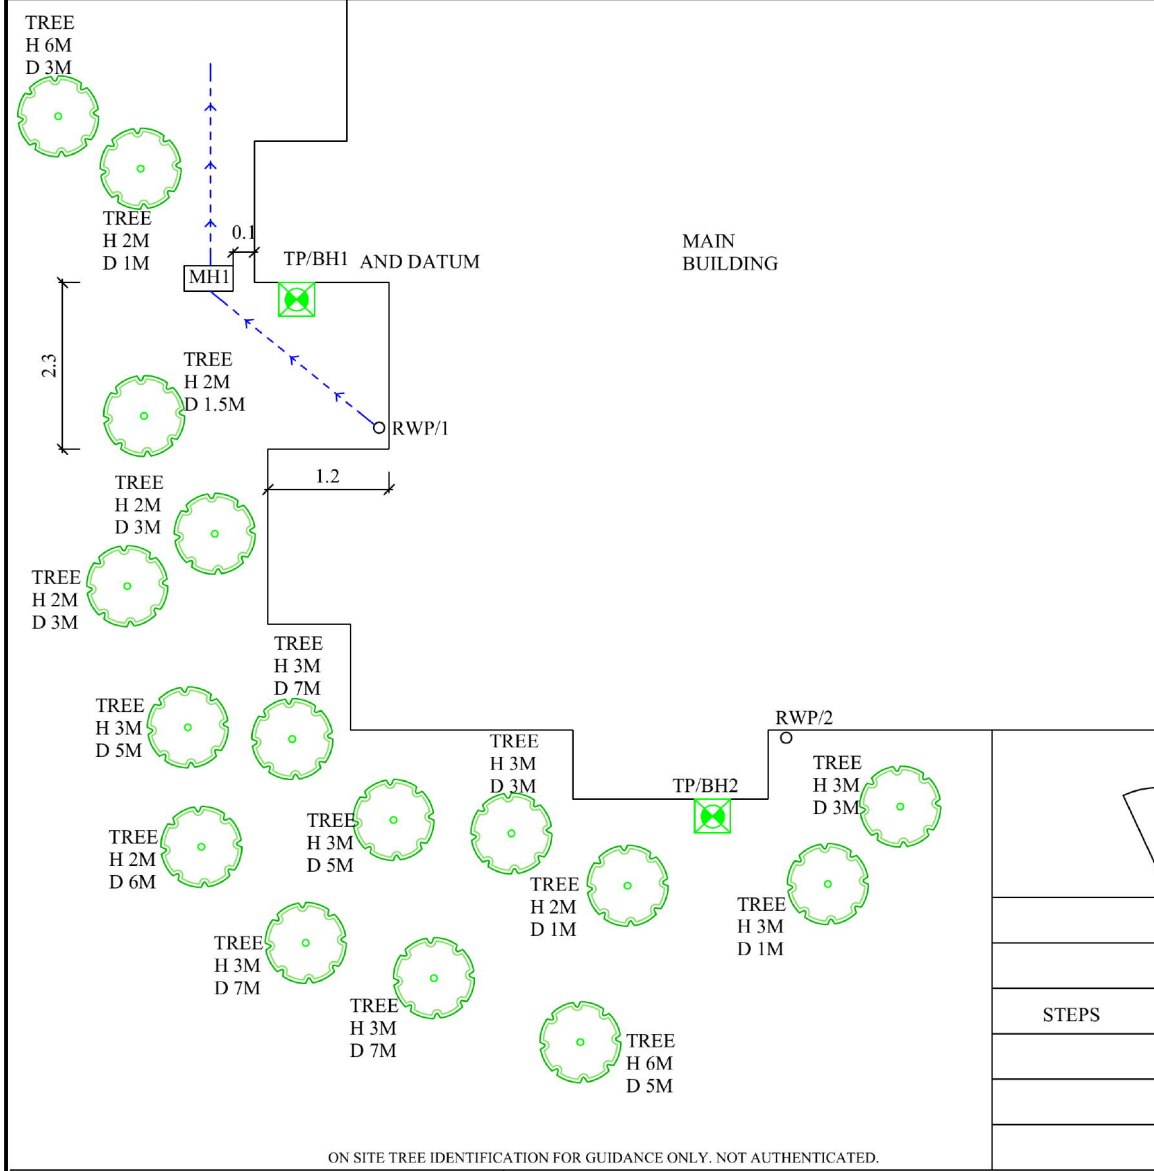 TREE
H 6M
D 3M
TREE
H 2M
D 1M
0.1
MH1
TP/BH1
AND DATUM
MAIN
BUILDING
2.3
TREE
H 2M
D 1.5M
RWP/1
1.2
TREE
H 2M
D 3M
TREE
H 2M
D 3M
TREE
H 3M
D 7M
TREE
H 3M
D 5M
RWP/2
TREE
H 3M
D 3M
TREE
H 3M
D 3M
TP/BH2
TREE
H 3M
D 5M
TREE
H 2M
D 6M
TREE
H 2M
D 1M
TREE
H 3M
D 1M
TREE
H 3M
D 7M
TREE
H 3M
D 7M
STEPS
TREE
H 6M
D 5M
ON SITE TREE IDENTIFICATION FOR GUIDANCE ONLY. NOT AUTHENTICATED.